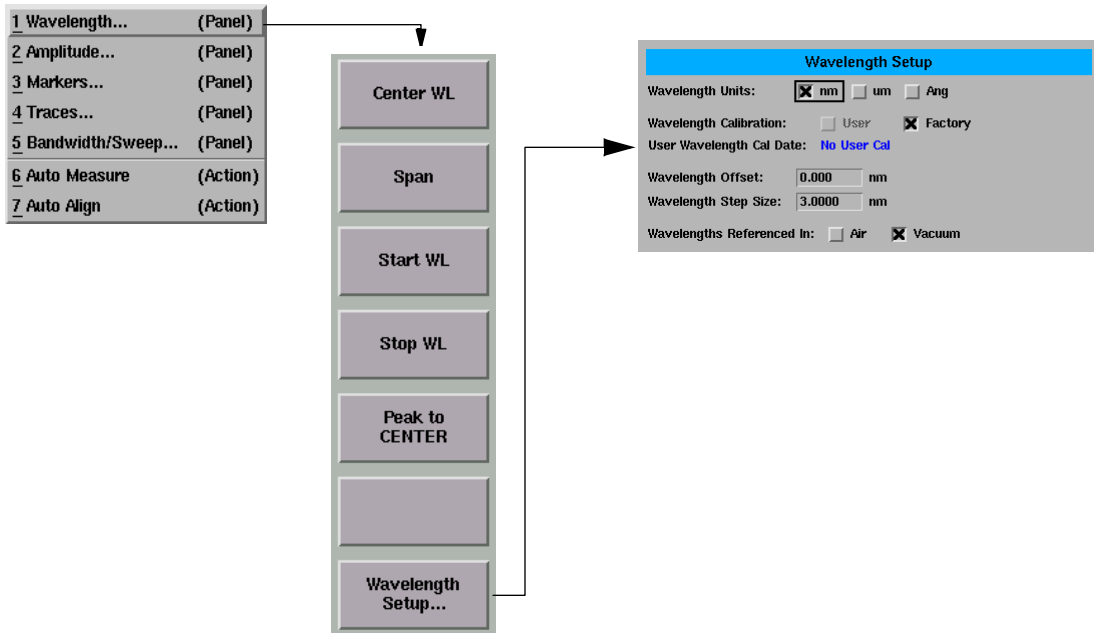 1 Wavelength... (Panel)
2 Amplitude... (Panel)
3 Markers... (Panel)
4 Traces... (Panel)
5 Bandwidth/Sweep... (Panel)
6 Auto Measure (Action)
7 Auto Align (Action)
Center WL
Span
Start WL
Stop WL
Peak to
CENTER
Wavelength
Setup...
Wavelength Setup
Wavelength Units: nm um Ang
Wavelength Calibration: User Factory
User Wavelength Cal Date: No User Cal
Wavelength Offset: 0.000 nm
Wavelength Step Size: 3.0000 nm
Wavelengths Referenced In: Air Vacuum